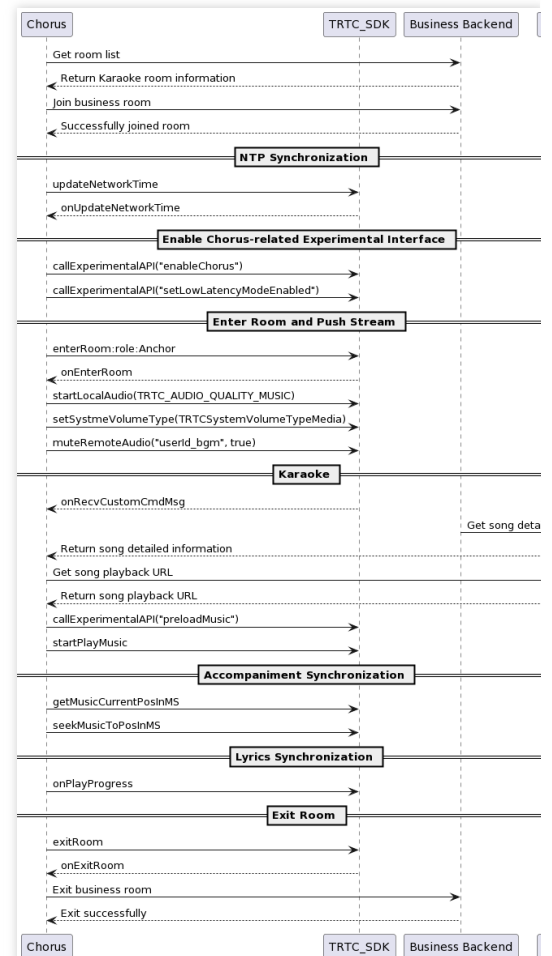 Chorus TRTC_SDK Business Backend
Get room list
Return Karaoke room information
Join business room
Successfully joined room
NTP Synchronization
updateNetworkTime
onUpdateNetworkTime
Enable Chorus-related Experimental Interface
callExperimentalAPI("enableChorus")
callExperimentalAPI("setLowLatencyModeEnabled")
Enter Room and Push Stream
enterRoom:role:Anchor
onEnterRoom
startLocalAudio(TRTC_AUDIO_QUALITY_MUSIC)
setSystmeVolumeType(TRTCSystemVolumeTypeMedia)
muteRemoteAudio("userId_bgm", true)
Karaoke
onRecvCustomCmdMsg
Get song deta
Return song detailed information
Get song playback URL
Return song playback URL
callExperimentalAPI("preloadMusic")
startPlayMusic
Accompaniment Synchronization
getMusicCurrentPosInMS
seekMusicToPosInMS
Lyrics Synchronization
onPlayProgress
Exit Room
exitRoom
onExitRoom
Exit business room
Exit successfully
Chorus TRTC_SDK Business Backend